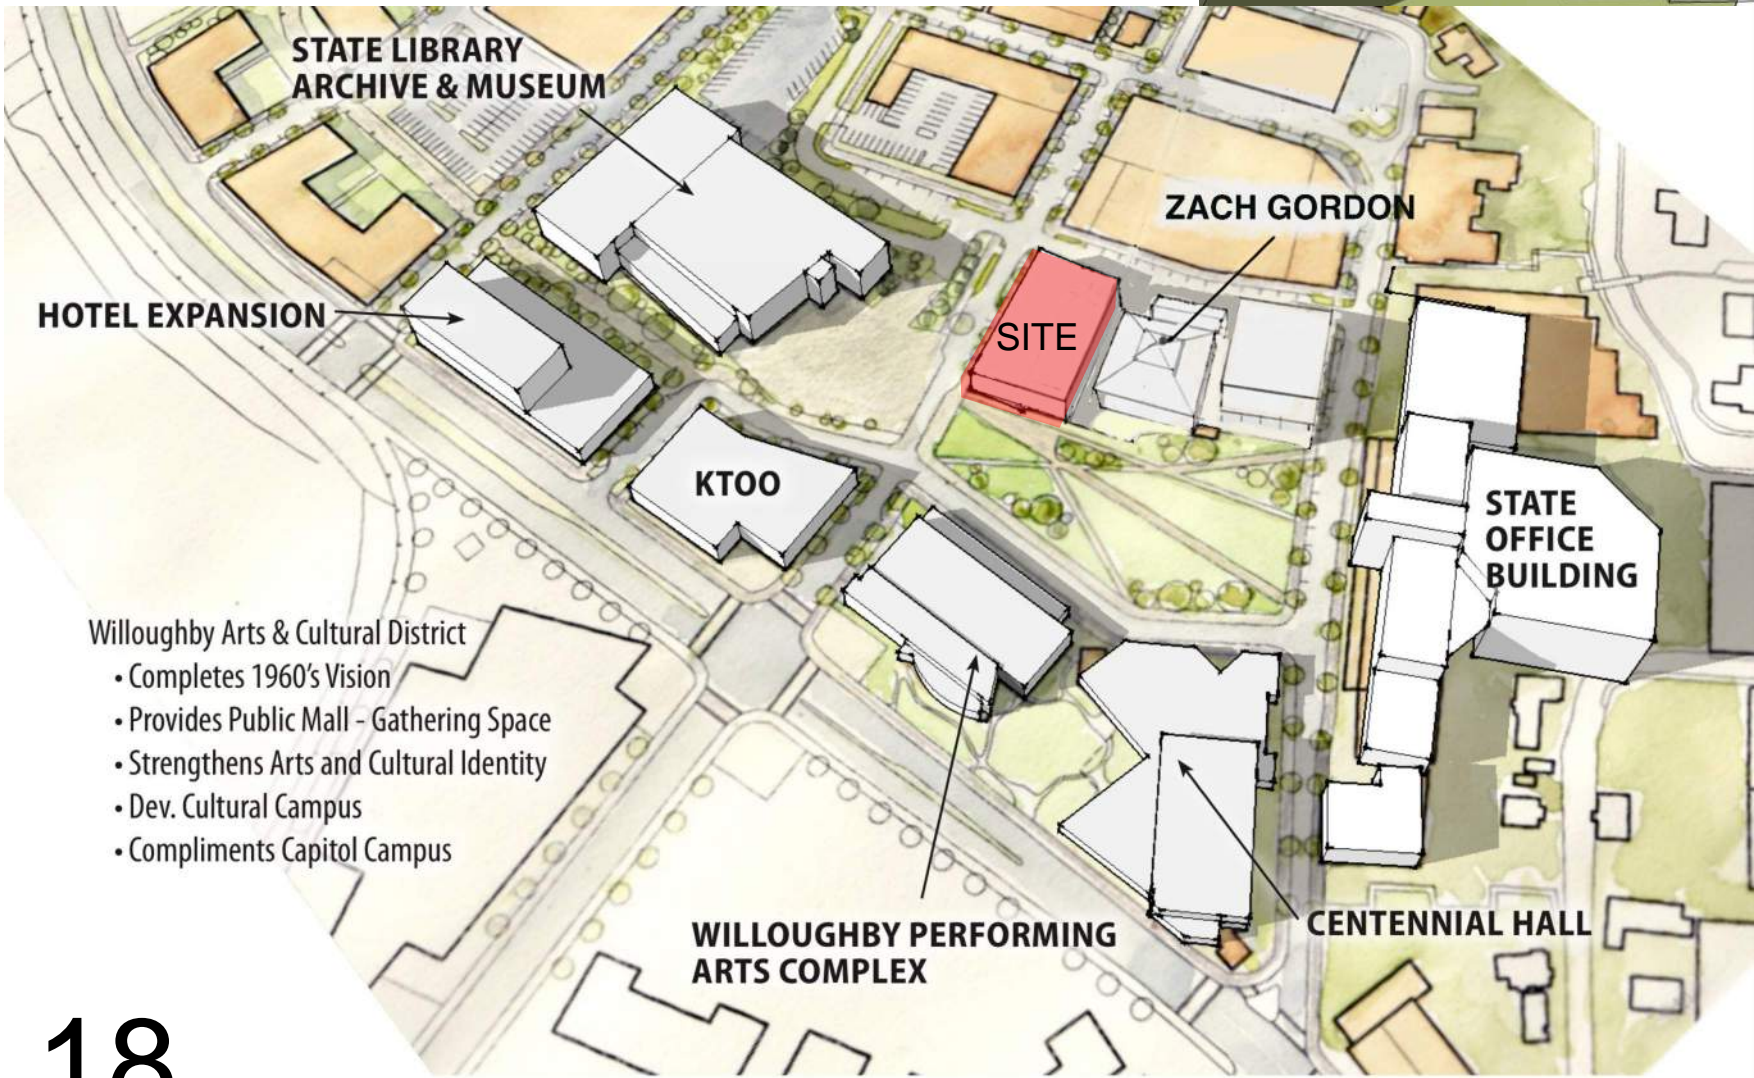 STATE LIBRARY
ARCHIVE & MUSEUM
ZACH GORDON
HOTEL EXPANSION
SITE
KTOO
STATE
OFFICE
BUILDING
Willoughby Arts & Cultural District
• Completes 1960's Vision
• Provides Public Mall - Gathering Space
• Strengthens Arts and Cultural Identity
• Dev. Cultural Campus
• Compliments Capitol Campus
WILLOUGHBY PERFORMING
ARTS COMPLEX
CENTENNIAL HALL
18